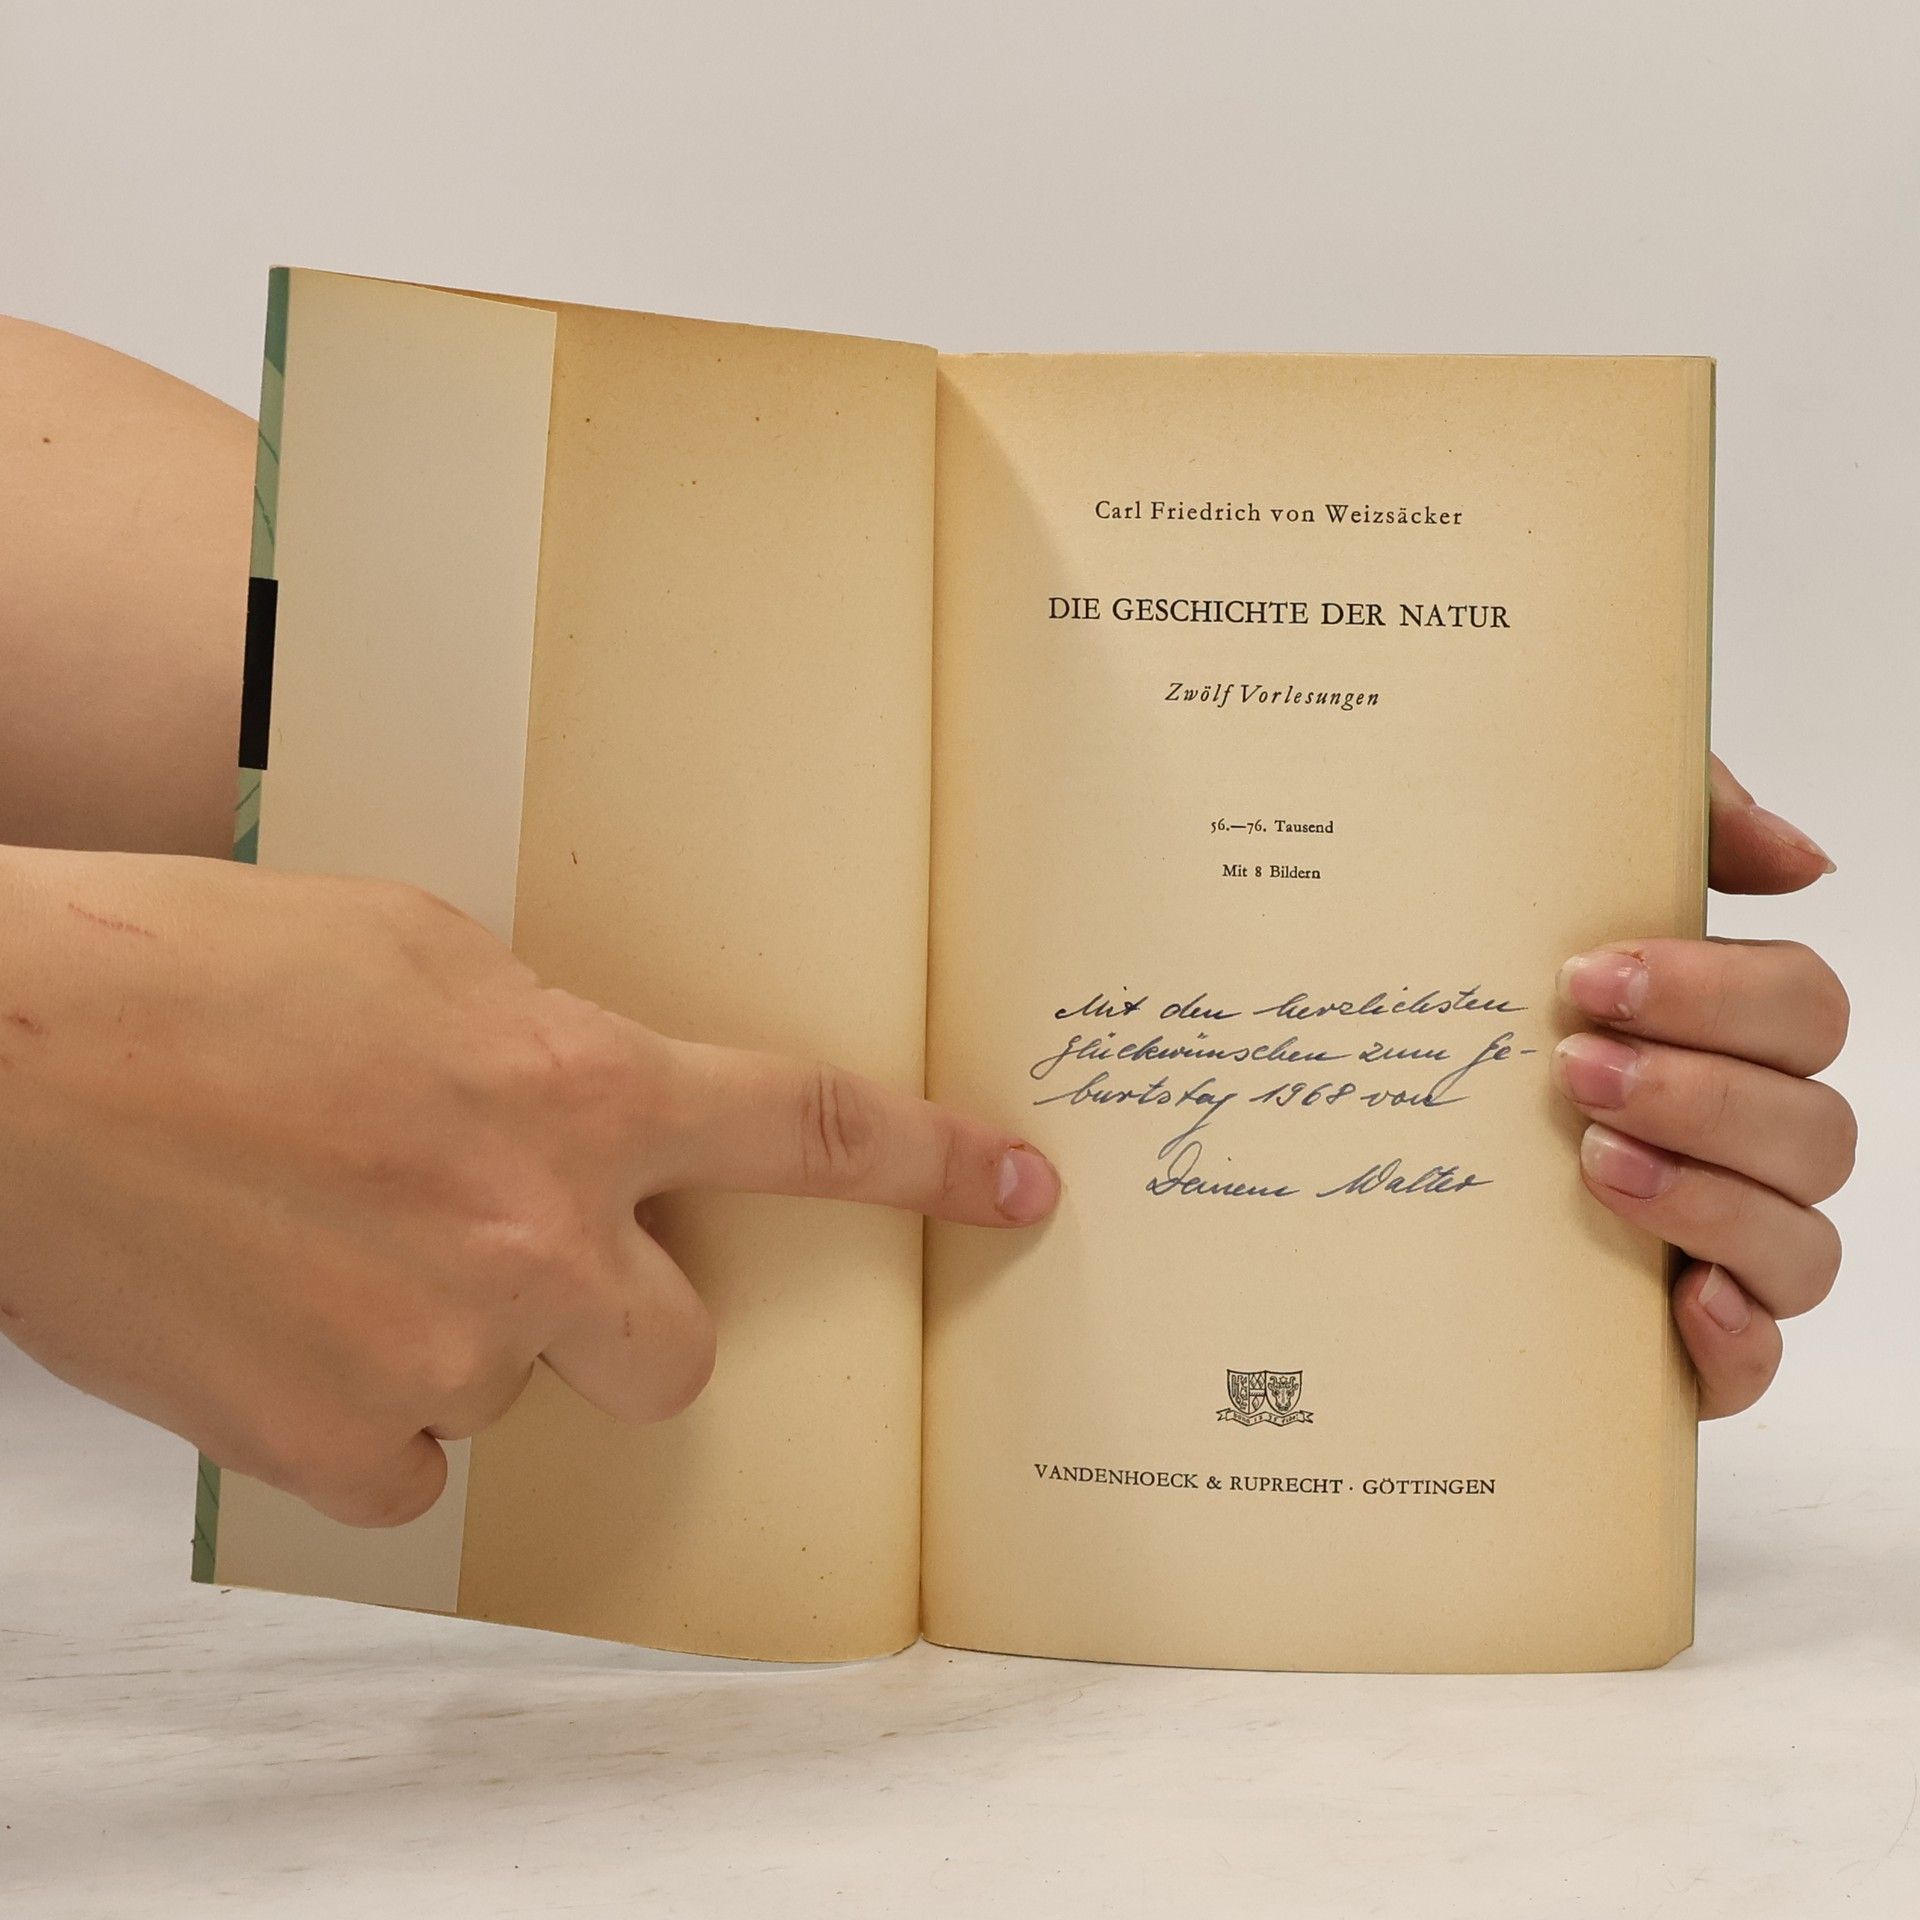 Carl Friedrich von Weizsäcker
DIE GESCHICHTE DER NATUR
Zwölf Vorlesungen
56.—76. Tausend
Mit 8 Bildern
Mit den herzlichsten
Glückwünschen zum Ge-
burtstag 1968 von
Deinem Walter
VANDENHOECK & RUPRECHT · GÖTTINGEN